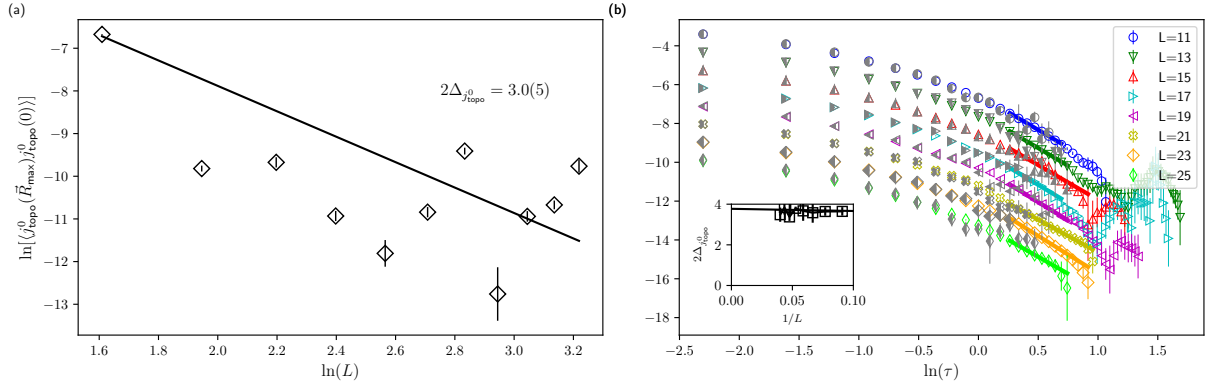 (a)
ln[⟨j⁰_topo(R⃗_max)j⁰_topo(0)⟩]
−7
−8
−9
−10
−11
−12
−13
2Δ_{j⁰_topo} = 3.0(5)
1.6
1.8
2.0
2.2
2.4
2.6
2.8
3.0
3.2
ln(L)
(b)
−4
−6
−8
−10
−12
−14
−16
−18
L=11
L=13
L=15
L=17
L=19
L=21
L=23
L=25
2Δ_{j⁰_topo}
4
2
0
0.00
0.05
0.10
1/L
−2.5
−2.0
−1.5
−1.0
−0.5
0.0
0.5
1.0
1.5
ln(τ)